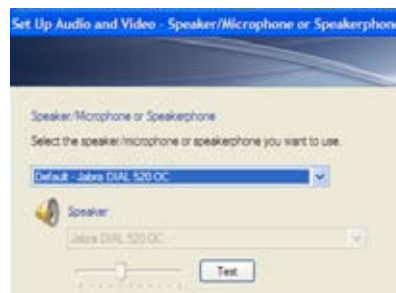 Set Up Audio and Video - Speaker/Microphone or Speakerphone
Speaker/Microphone or Speakerphone
Select the speaker/microphone or speakerphone you want to use.
Default - Jabra DIAL 520 OC
Speaker
Jabra DIAL 520 OC
Test